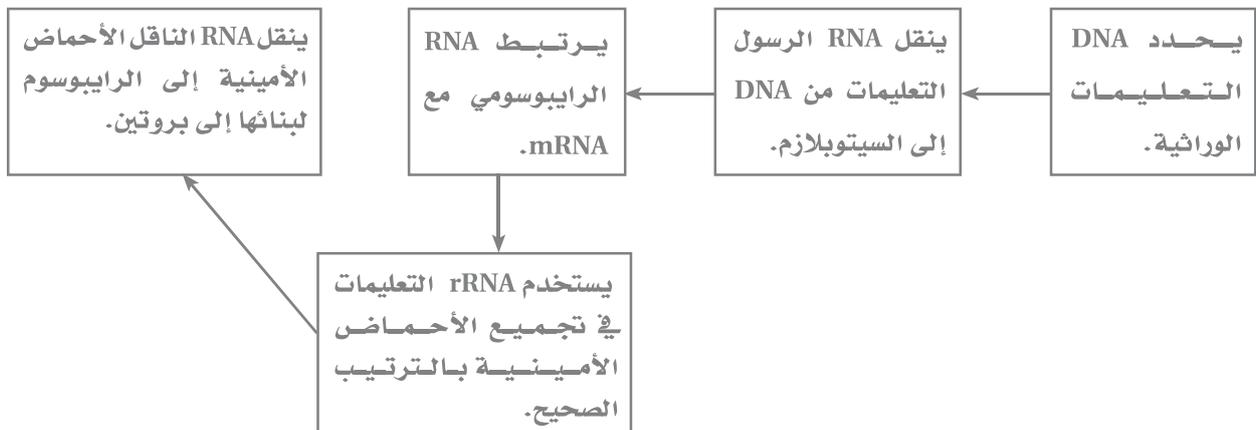 يحدد DNA
التعليمات
الوراثية.
ينقل RNA الرسول
التعليمات من DNA
إلى السيتوبلازم.
يرتبط RNA
الرايبوسومي مع
mRNA.
يستخدم rRNA التعليمات
في تجميع الأحماض
الأمينية بالترتيب
الصحيح.
ينقل RNA الناقل الأحماض
الأمينية إلى الرايبوسوم
لبنائها إلى بروتين.